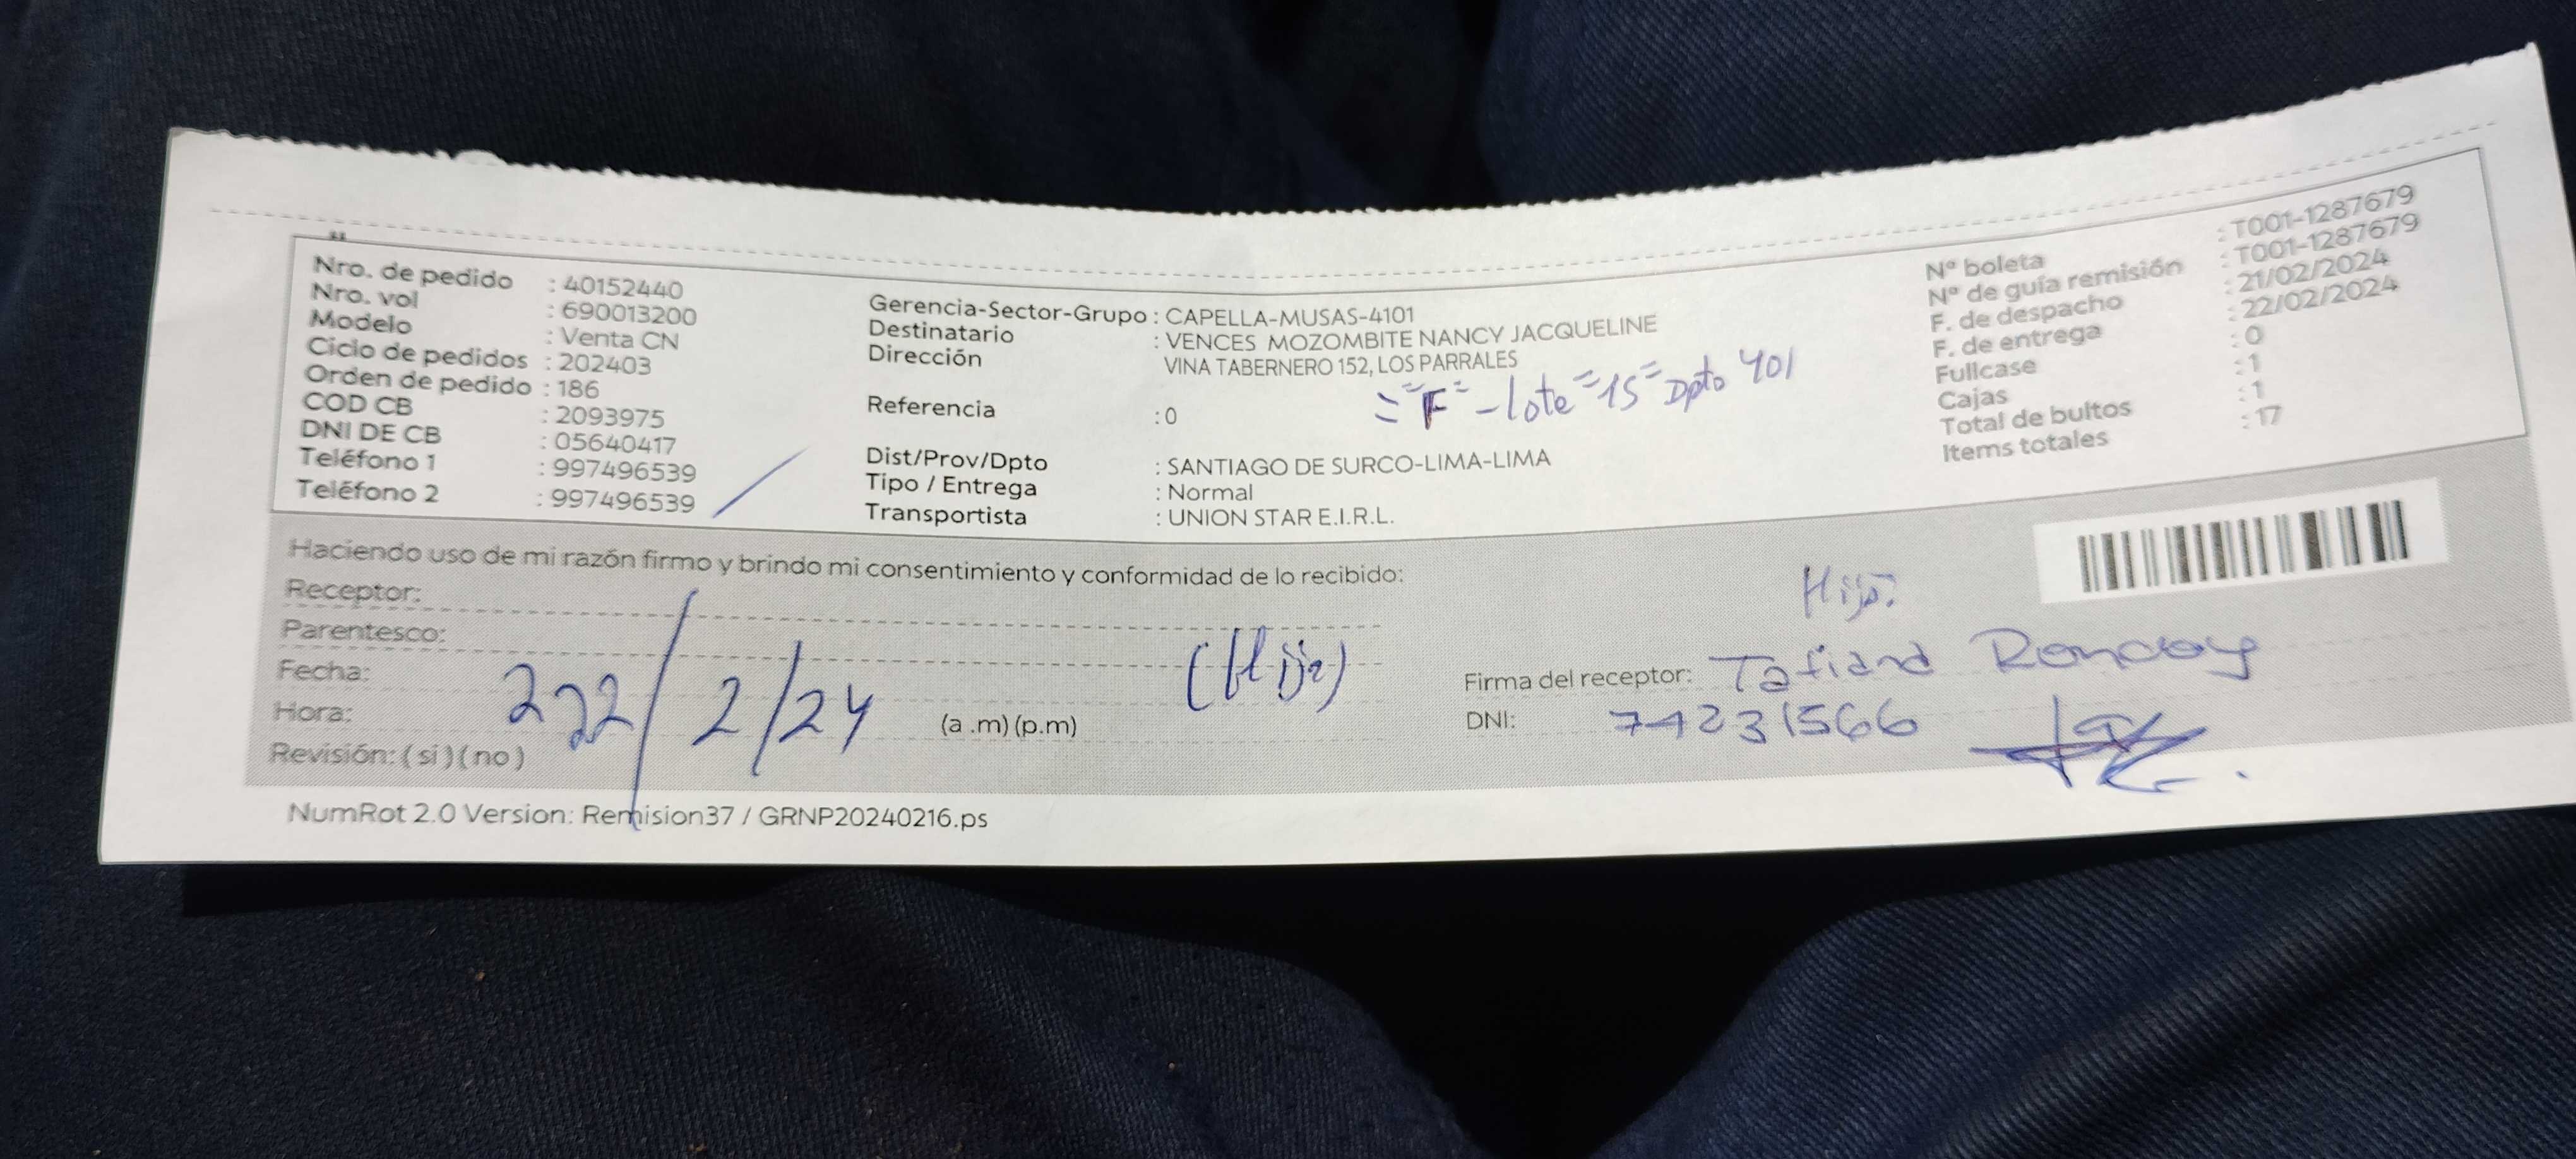 Nro. de pedido : 40152440
Nro. vol : 690013200
Modelo : Venta CN
Ciclo de pedidos : 202403
Orden de pedido : 186
COD CB : 2093975
DNI DE CB : 05640417
Teléfono 1 : 997496539
Teléfono 2 : 997496539
Gerencia-Sector-Grupo : CAPELLA-MUSAS-4101
Destinatario : VENCES MOZOMBITE NANCY JACQUELINE
Dirección VINA TABERNERO 152, LOS PARRALES
= "F" - lote = 15 = Dpto 401
Referencia : 0
Dist/Prov/Dpto : SANTIAGO DE SURCO-LIMA-LIMA
Tipo / Entrega : Normal
Transportista : UNION STAR E.I.R.L.
N° boleta : T001-1287679
N° de guía remisión : T001-1287679
F. de despacho : 21/02/2024
F. de entrega : 22/02/2024
Fullcase : 0
Cajas : 1
Total de bultos : 1
Items totales : 17
Haciendo uso de mi razón firmo y brindo mi consentimiento y conformidad de lo recibido:
Receptor:
Parentesco:
Fecha:
Hora: 222/2/24 (a .m) (p.m) (Hija)
Revisión: ( si ) ( no )
Hija:
Firma del receptor: Tatiana
DNI: 74231566
NumRot 2.0 Version: Remision37 / GRNP20240216.ps